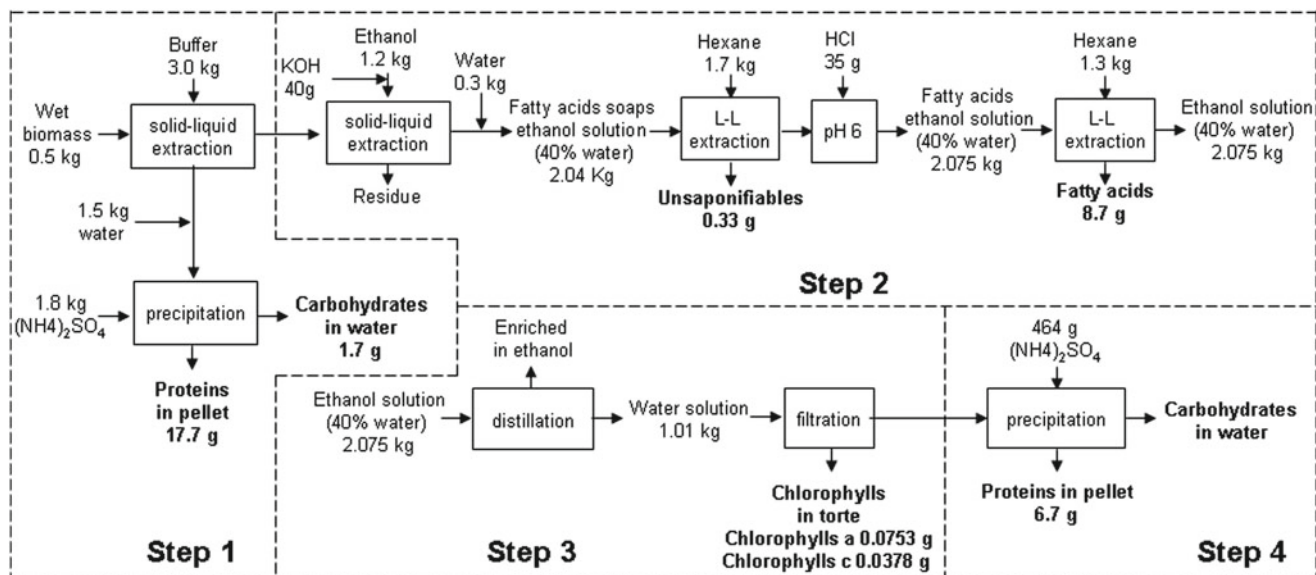 Buffer
3.0 kg
Wet
biomass
0.5 kg
solid-liquid
extraction
1.5 kg
water
1.8 kg
(NH4)2SO4
precipitation
Carbohydrates
in water
1.7 g
Proteins
in pellet
17.7 g
Step 1
KOH
40g
Ethanol
1.2 kg
solid-liquid
extraction
Residue
Water
0.3 kg
Fatty acids soaps
ethanol solution
(40% water)
2.04 Kg
Hexane
1.7 kg
L-L
extraction
Unsaponifiables
0.33 g
HCl
35 g
pH 6
Fatty acids
ethanol solution
(40% water)
2.075 kg
Hexane
1.3 kg
L-L
extraction
Fatty acids
8.7 g
Ethanol solution
(40% water)
2.075 kg
Step 2
Ethanol solution
(40% water)
2.075 kg
Enriched
in ethanol
distillation
Water solution
1.01 kg
filtration
Chlorophylls
in torte
Chlorophylls a 0.0753 g
Chlorophylls c 0.0378 g
Step 3
464 g
(NH4)2SO4
precipitation
Carbohydrates
in water
Proteins in pellet
6.7 g
Step 4